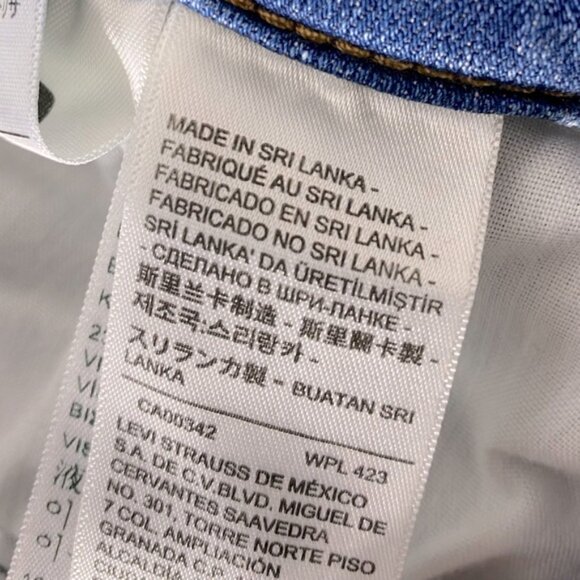 MADE IN SRI LANKA -
FABRIQUÉ AU SRI LANKA -
FABRICADO EN SRI LANKA -
FABRICADO NO SRI LANKA -
SRİ LANKA' DA ÜRETİLMİŞTİR
- СДЕЛАНО В ШРИ-ЛАНКЕ -
斯里兰卡制造 - 斯里蘭卡製 -
제조국:스리랑카 -
スリランカ製 - BUATAN SRI
LANKA
CA00342 WPL 423
LEVI STRAUSS DE MÉXICO
S.A. DE C.V.BLVD. MIGUEL DE
CERVANTES SAAVEDRA
NO. 301, TORRE NORTE PISO
7 COL. AMPLIACIÓN
GRANADA C.P.
ALCALDÍA